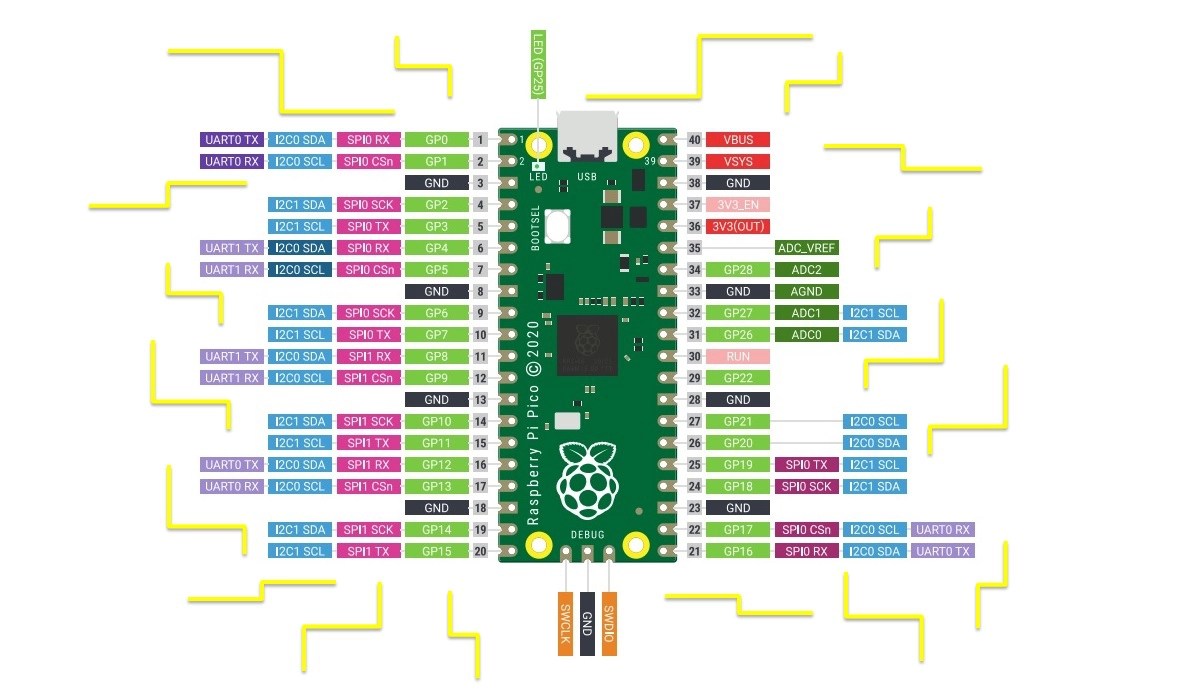 LED (GP25)
UART0 TX I2C0 SDA SPI0 RX GP0 1 1 40 VBUS
UART0 RX I2C0 SCL SPI0 CSn GP1 2 2 39 39 VSYS
LED USB
GND 3 38 GND
I2C1 SDA SPI0 SCK GP2 4 37 3V3_EN
I2C1 SCL SPI0 TX GP3 5 36 3V3(OUT)
BOOTSEL
UART1 TX I2C0 SDA SPI0 RX GP4 6 35 ADC_VREF
UART1 RX I2C0 SCL SPI0 CSn GP5 7 34 GP28 ADC2
GND 8 33 GND AGND
I2C1 SDA SPI0 SCK GP6 9 32 GP27 ADC1 I2C1 SCL
I2C1 SCL SPI0 TX GP7 10 31 GP26 ADC0 I2C1 SDA
UART1 TX I2C0 SDA SPI1 RX GP8 11 30 RUN
UART1 RX I2C0 SCL SPI1 CSn GP9 12 29 GP22
GND 13 28 GND
Raspberry Pi Pico ©2020
I2C1 SDA SPI1 SCK GP10 14 27 GP21 I2C0 SCL
I2C1 SCL SPI1 TX GP11 15 26 GP20 I2C0 SDA
UART0 TX I2C0 SDA SPI1 RX GP12 16 25 GP19 SPI0 TX I2C1 SCL
UART0 RX I2C0 SCL SPI1 CSn GP13 17 24 GP18 SPI0 SCK I2C1 SDA
GND 18 23 GND
I2C1 SDA SPI1 SCK GP14 19 22 GP17 SPI0 CSn I2C0 SCL UART0 RX
DEBUG
I2C1 SCL SPI1 TX GP15 20 21 GP16 SPI0 RX I2C0 SDA UART0 TX
SWCLK GND SWDIO